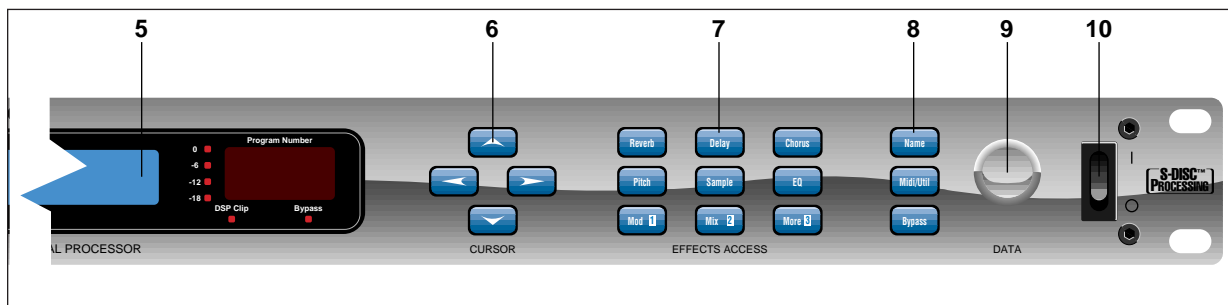 5 6 7 8 9 10
Program Number
0
-6
-12
-18
DSP Clip Bypass
AL PROCESSOR
CURSOR
Reverb Delay Chorus
Pitch Sample EQ
Mod 1 Mix 2 More 3
EFFECTS ACCESS
Name
Midi/Util
Bypass
DATA
S-DISC™
PROCESSING